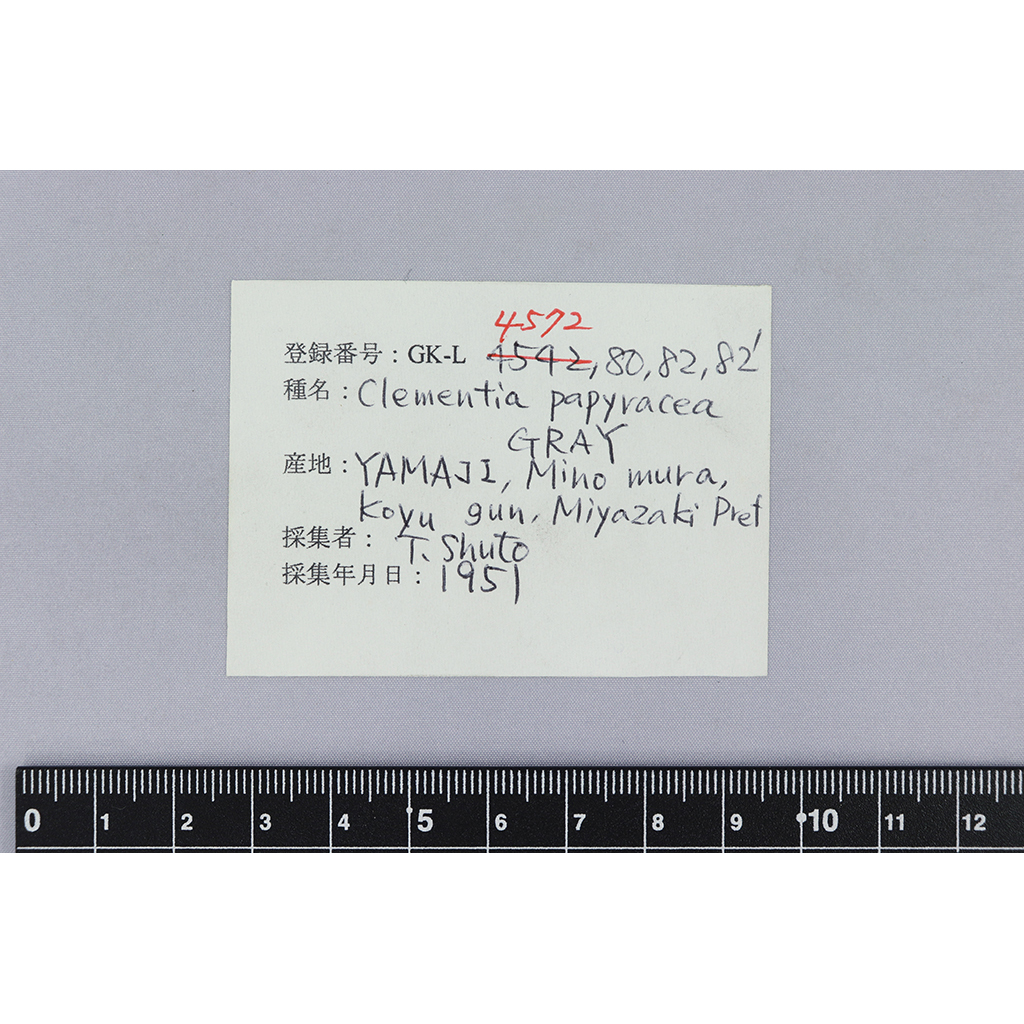 4572
登録番号：GK-L 4542, 80, 82, 82'
種名：Clementia papyracea
GRAY
産地：YAMAJI, Mino mura,
Koyu gun, Miyazaki Pref
採集者： T. Shuto
採集年月日：1951
0 1 2 3 4 5 6 7 8 9 10 11 12